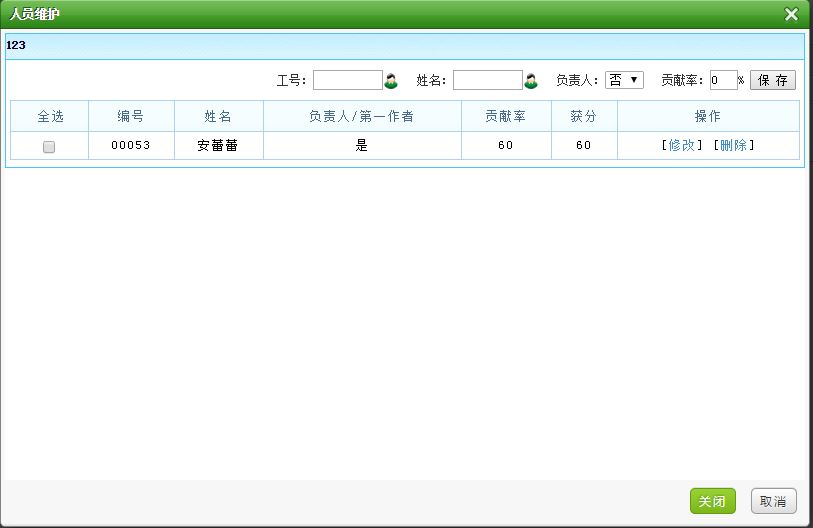 人员维护
123
工号： 姓名： 负责人： 否 贡献率： 0 % 保 存
全选 编号 姓名 负责人/第一作者 贡献率 获分 操作
00053 安蕾蕾 是 60 60 [修改] [删除]
关闭 取消